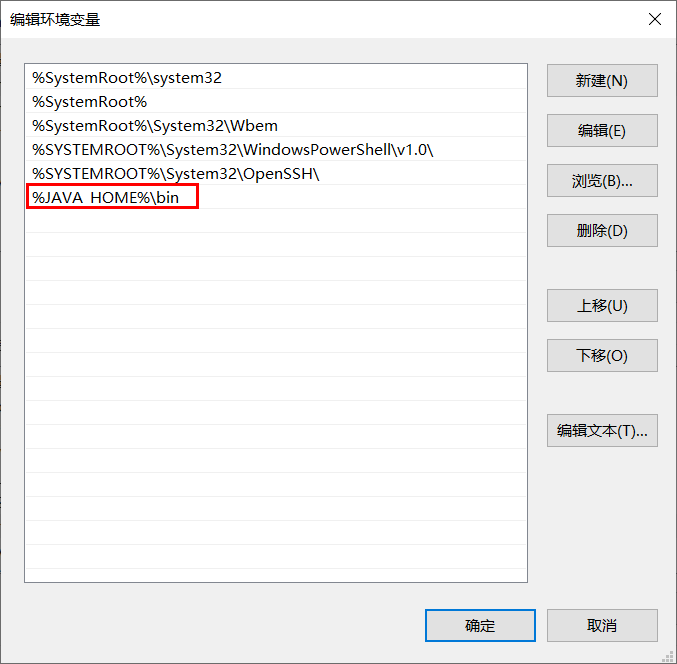 编辑环境变量
%SystemRoot%\system32
%SystemRoot%
%SystemRoot%\System32\Wbem
%SYSTEMROOT%\System32\WindowsPowerShell\v1.0\
%SYSTEMROOT%\System32\OpenSSH\
%JAVA_HOME%\bin
新建(N)
编辑(E)
浏览(B)...
删除(D)
上移(U)
下移(O)
编辑文本(T)...
确定
取消